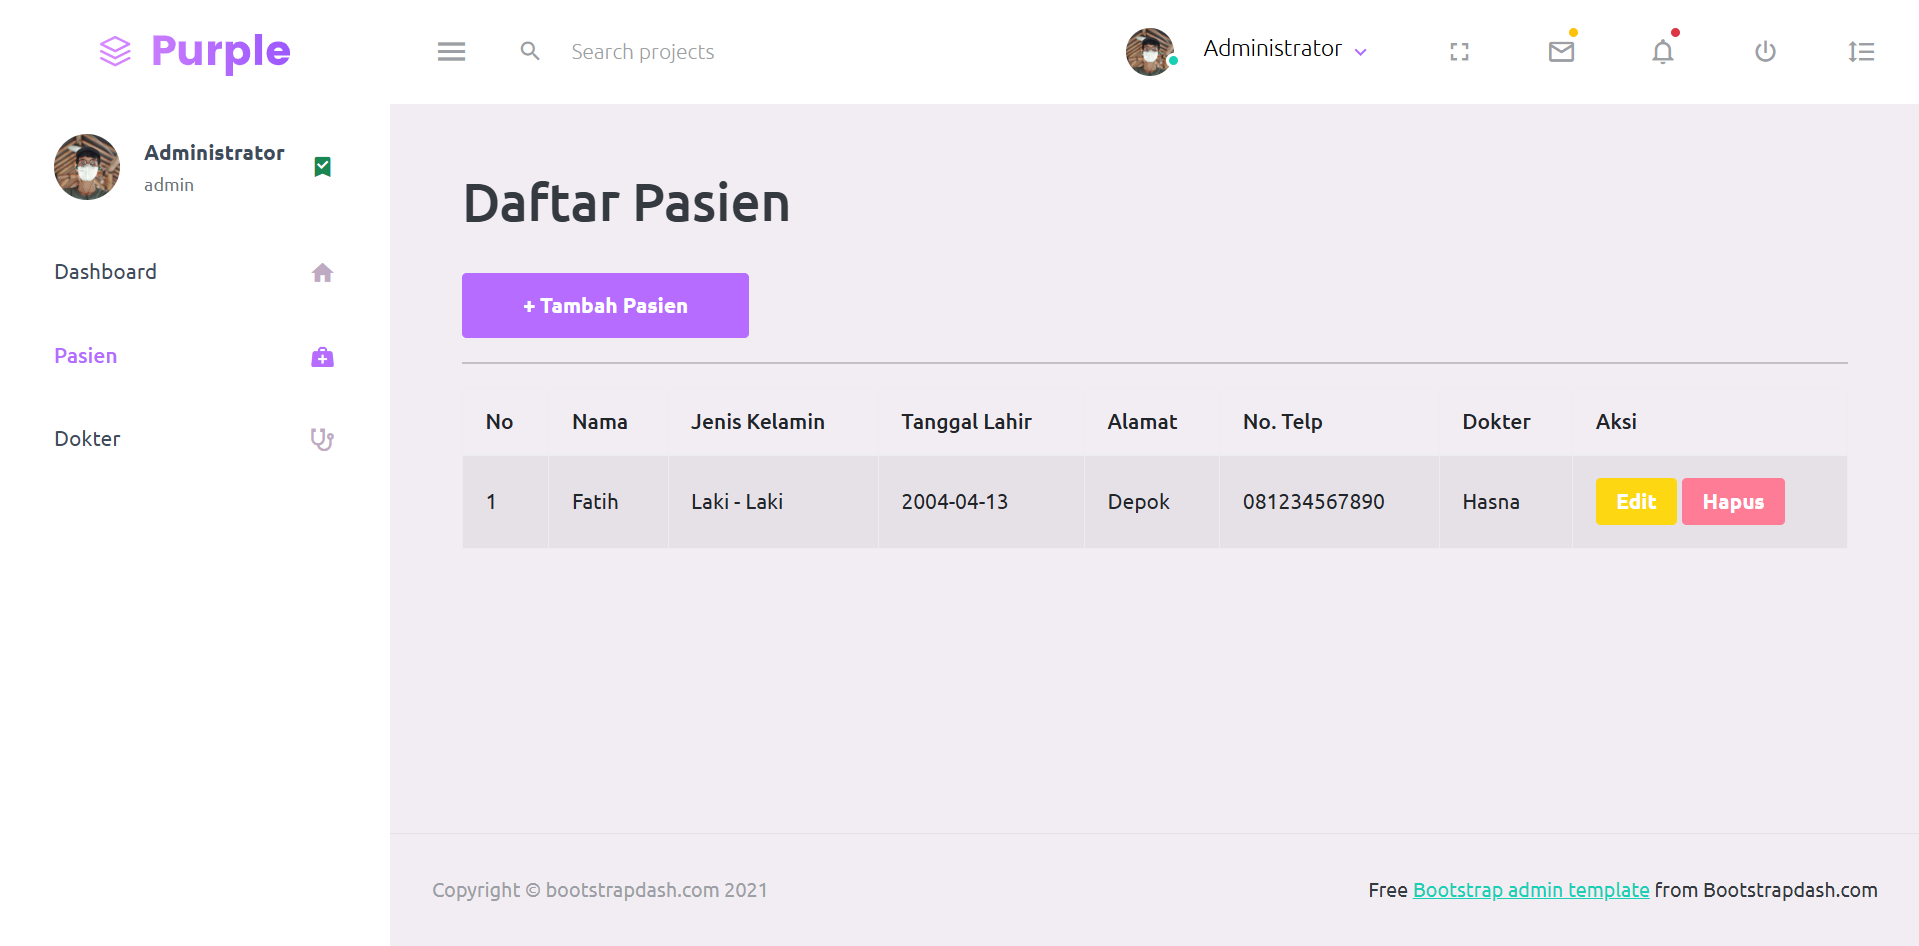 Purple
Search projects
Administrator
Administrator
admin
Dashboard
Pasien
Dokter
Daftar Pasien
+ Tambah Pasien
No Nama Jenis Kelamin Tanggal Lahir Alamat No. Telp Dokter Aksi
1 Fatih Laki - Laki 2004-04-13 Depok 081234567890 Hasna Edit Hapus
Copyright © bootstrapdash.com 2021
Free Bootstrap admin template from Bootstrapdash.com